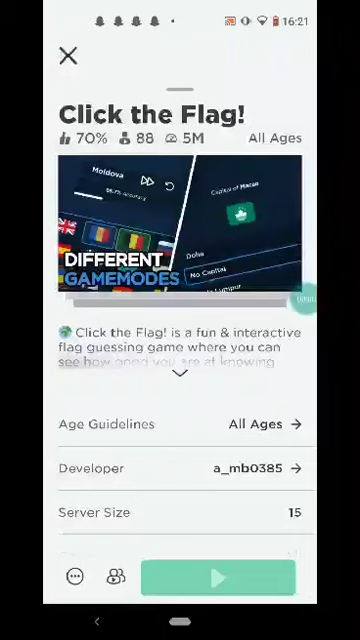 16:21
Click the Flag!
70% 88 5M All Ages
Moldova
Capital of Macao
Doha
No Capital
DIFFERENT
GAMEMODES
Click the Flag! is a fun & interactive
flag guessing game where you can
see how good you are at knowing
Age Guidelines All Ages
Developer a_mb0385
Server Size 15